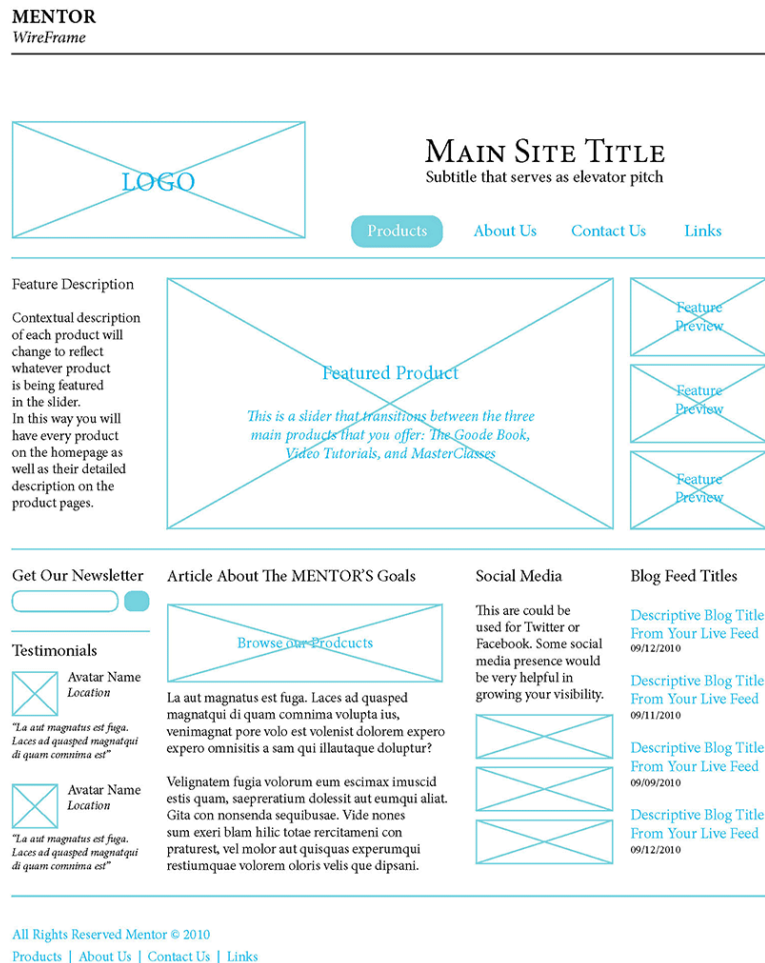 MENTOR
WireFrame
LOGO
Main Site Title
Subtitle that serves as elevator pitch
Products
About Us
Contact Us
Links
Feature Description
Contextual description
of each product will
change to reflect
whatever product
is being featured
in the slider.
In this way you will
have every product
on the homepage as
well as their detailed
description on the
product pages.
Featured Product
This is a slider that transitions between the three
main products that you offer: The Goode Book,
Video Tutorials, and MasterClasses
Feature
Preview
Feature
Preview
Feature
Preview
Get Our Newsletter
Testimonials
Avatar Name
Location
"La aut magnatus est fuga.
Laces ad quasped magnatqui
di quam comnima est"
Avatar Name
Location
"La aut magnatus est fuga.
Laces ad quasped magnatqui
di quam comnima est"
Article About The MENTOR'S Goals
Browse our Prodcucts
La aut magnatus est fuga. Laces ad quasped
magnatqui di quam comnima volupta ius,
venimagnat pore volo est volenist dolorem expero
expero omnisitis a sam qui illautaque doluptur?
Velignatem fugia volorum eum escimax imuscid
estis quam, saepreratium dolessit aut eumqui aliat.
Gita con nonsenda sequibusae. Vide nones
sum exeri blam hilic totae rercitameni con
praturest, vel molor aut quisquas experumqui
restiumquae volorem oloris velis que dipsani.
Social Media
This are could be
used for Twitter or
Facebook. Some social
media presence would
be very helpful in
growing your visibility.
Blog Feed Titles
Descriptive Blog Title
From Your Live Feed
09/12/2010
Descriptive Blog Title
From Your Live Feed
09/11/2010
Descriptive Blog Title
From Your Live Feed
09/09/2010
Descriptive Blog Title
From Your Live Feed
09/12/2010
All Rights Reserved Mentor © 2010
Products | About Us | Contact Us | Links